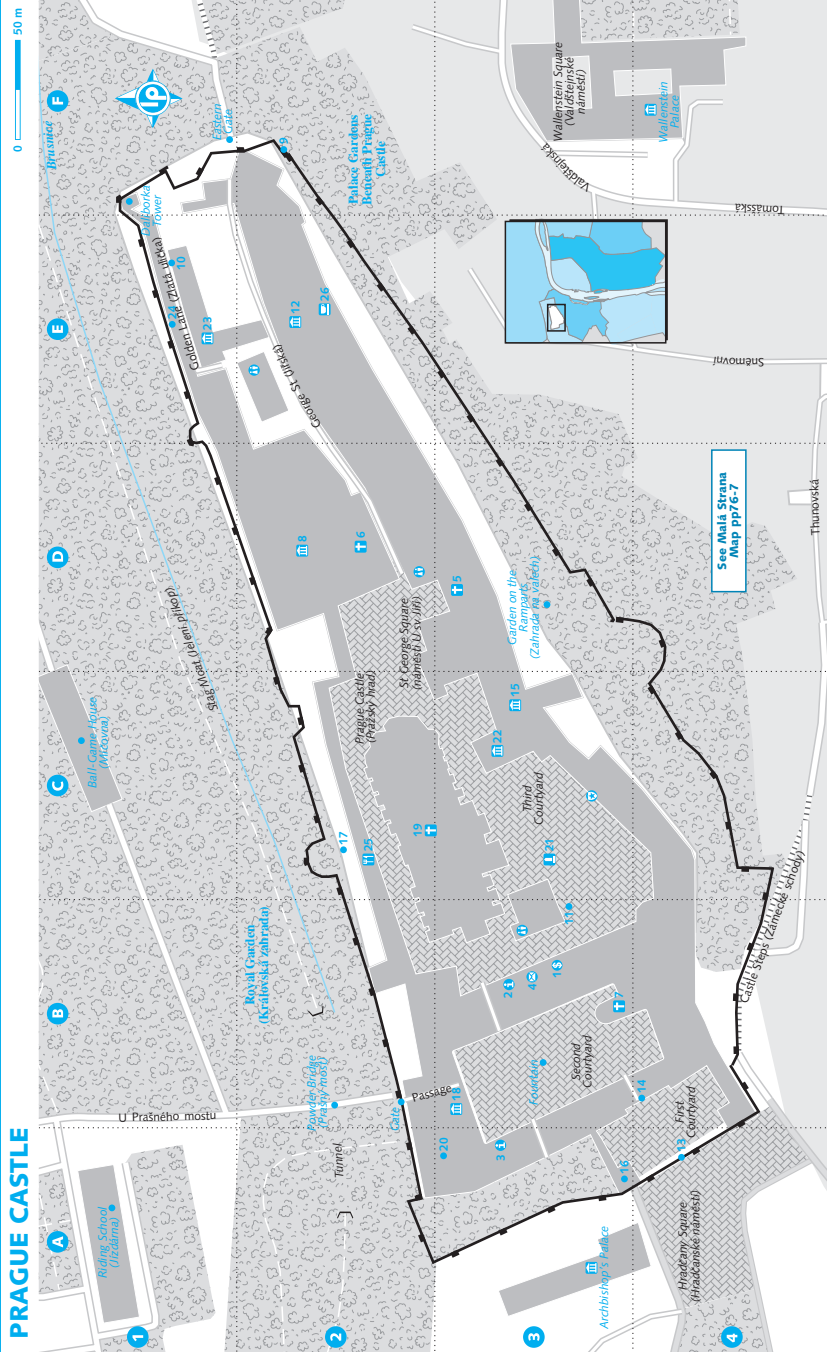 PRAGUE CASTLE
0 50 m
A
B
C
D
E
F
1
2
3
4
lp
Riding School
(Jízdárna)
U Prašného mostu
Ball-Game House
(Míčovna)
Stag Moat (Jelení příkop)
Brusnice
Royal Garden
(Královská zahrada)
Powder Bridge
(Prašný most)
Tunnel
Gate
Passage
Daliborka
Tower
Golden Lane (Zlatá ulička)
Eastern
Gate
George St (Jiřská)
Palace Gardens
Beneath Prague
Castle
Prague Castle
(Pražský hrad)
St George Square
(náměstí U sv Jiří)
Third
Courtyard
Second
Courtyard
Fountain
First
Courtyard
Garden on the
Ramparts
(Zahrada na valech)
Archbishop's Palace
Hradčany Square
(Hradčanské náměstí)
Castle Steps (Zámecké schody)
Thunovská
Sněmovní
Tomášská
Valdštejnská
Wallenstein Square
(Valdštejnské
náměstí)
Wallenstein
Palace
See Malá Strana
Map pp76-7
24
10
23
9
12
26
8
6
5
17
25
19
15
22
21
11
2
4
1
7
18
20
3
14
16
13